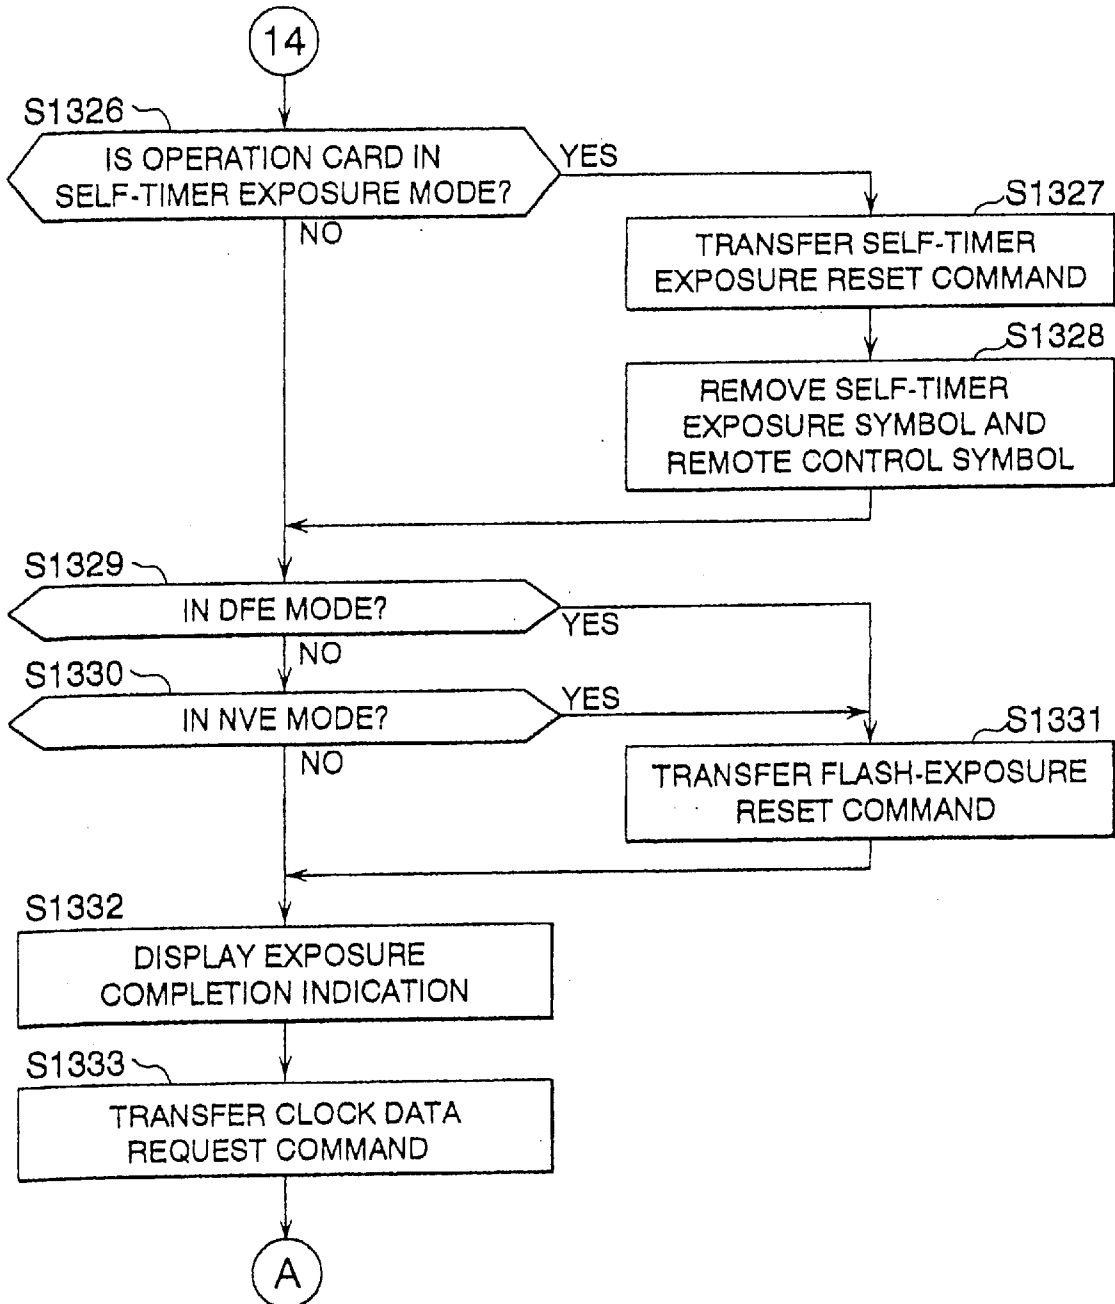 14
S1326
IS OPERATION CARD IN
SELF-TIMER EXPOSURE MODE?
YES
NO
S1327
TRANSFER SELF-TIMER
EXPOSURE RESET COMMAND
S1328
REMOVE SELF-TIMER
EXPOSURE SYMBOL AND
REMOTE CONTROL SYMBOL
S1329
IN DFE MODE?
YES
NO
S1330
IN NVE MODE?
YES
NO
S1331
TRANSFER FLASH-EXPOSURE
RESET COMMAND
S1332
DISPLAY EXPOSURE
COMPLETION INDICATION
S1333
TRANSFER CLOCK DATA
REQUEST COMMAND
A